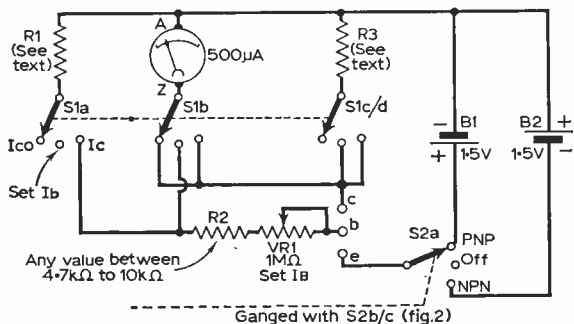 A
R1
(See
text)
500µA
R3
(See
text)
Z
S1a
S1b
S1c/d
B1
B2
-
+
+
-
1·5V
1·5V
Ico
Ic
Set Ib
c
b
e
R2
VR1
1MΩ
Set IB
S2a
PNP
Off
NPN
Any value between
4·7kΩ to 10kΩ
Ganged with S2b/c (fig.2)